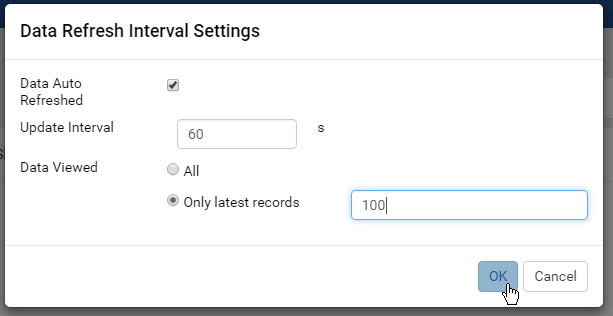 Data Refresh Interval Settings
Data Auto
Refreshed
Update Interval 60 s
Data Viewed All
Only latest records 100
OK Cancel